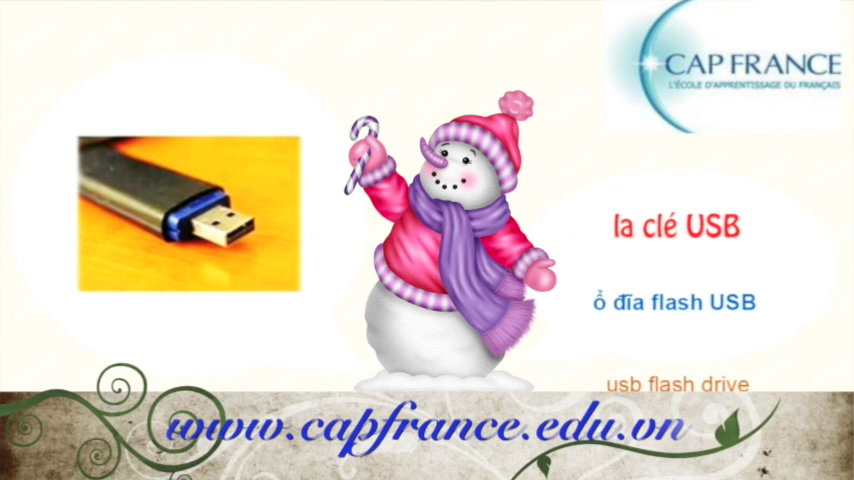 CAP FRANCE
L'ÉCOLE D'APPRENTISSAGE DU FRANÇAIS
la clé USB
ổ đĩa flash USB
usb flash drive
www.capfrance.edu.vn